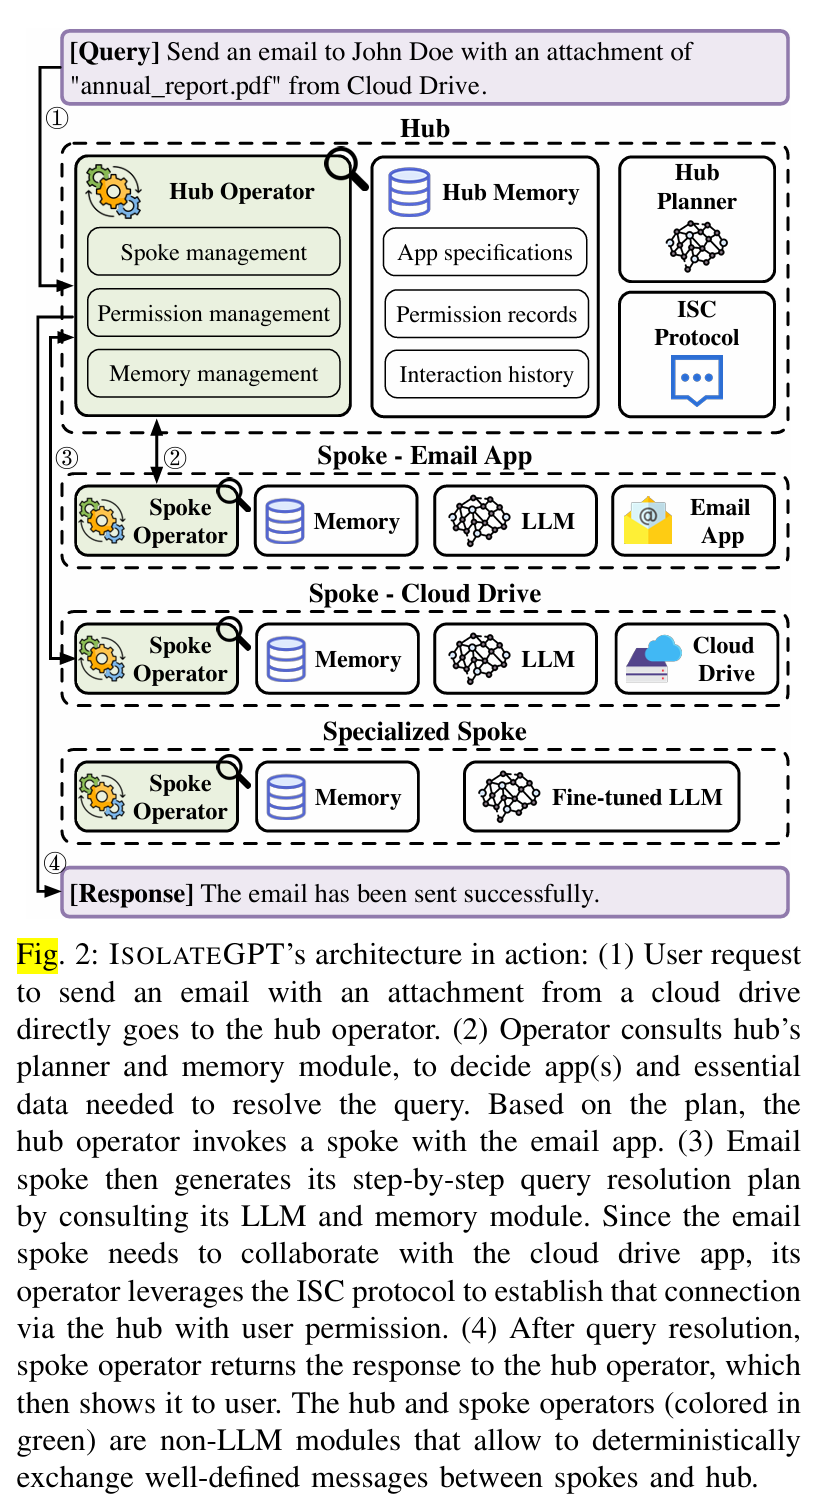 [Query] Send an email to John Doe with an attachment of
"annual_report.pdf" from Cloud Drive.
①
Hub
Hub Operator
Spoke management
Permission management
Memory management
Hub Memory
App specifications
Permission records
Interaction history
Hub
Planner
ISC
Protocol
③
②
Spoke - Email App
Spoke
Operator
Memory
LLM
@
Email
App
Spoke - Cloud Drive
Spoke
Operator
Memory
LLM
Cloud
Drive
Specialized Spoke
Spoke
Operator
Memory
Fine-tuned LLM
④
[Response] The email has been sent successfully.
Fig. 2: ISOLATEGPT's architecture in action: (1) User request
to send an email with an attachment from a cloud drive
directly goes to the hub operator. (2) Operator consults hub's
planner and memory module, to decide app(s) and essential
data needed to resolve the query. Based on the plan, the
hub operator invokes a spoke with the email app. (3) Email
spoke then generates its step-by-step query resolution plan
by consulting its LLM and memory module. Since the email
spoke needs to collaborate with the cloud drive app, its
operator leverages the ISC protocol to establish that connection
via the hub with user permission. (4) After query resolution,
spoke operator returns the response to the hub operator, which
then shows it to user. The hub and spoke operators (colored in
green) are non-LLM modules that allow to deterministically
exchange well-defined messages between spokes and hub.